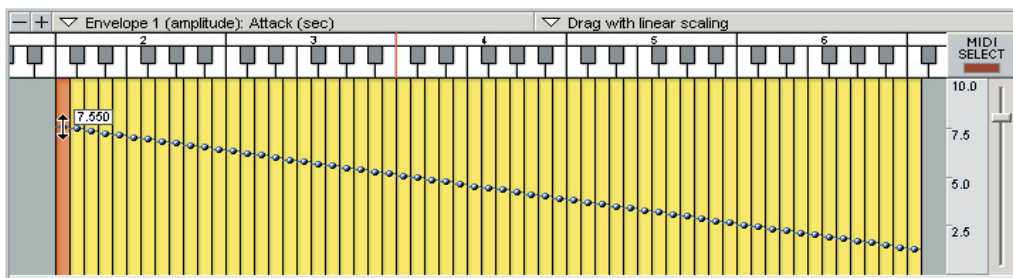 − + ▽ Envelope 1 (amplitude): Attack (sec) ▽ Drag with linear scaling
2 3 4 5 6
MIDI
SELECT
10.0
7.550
7.5
5.0
2.5